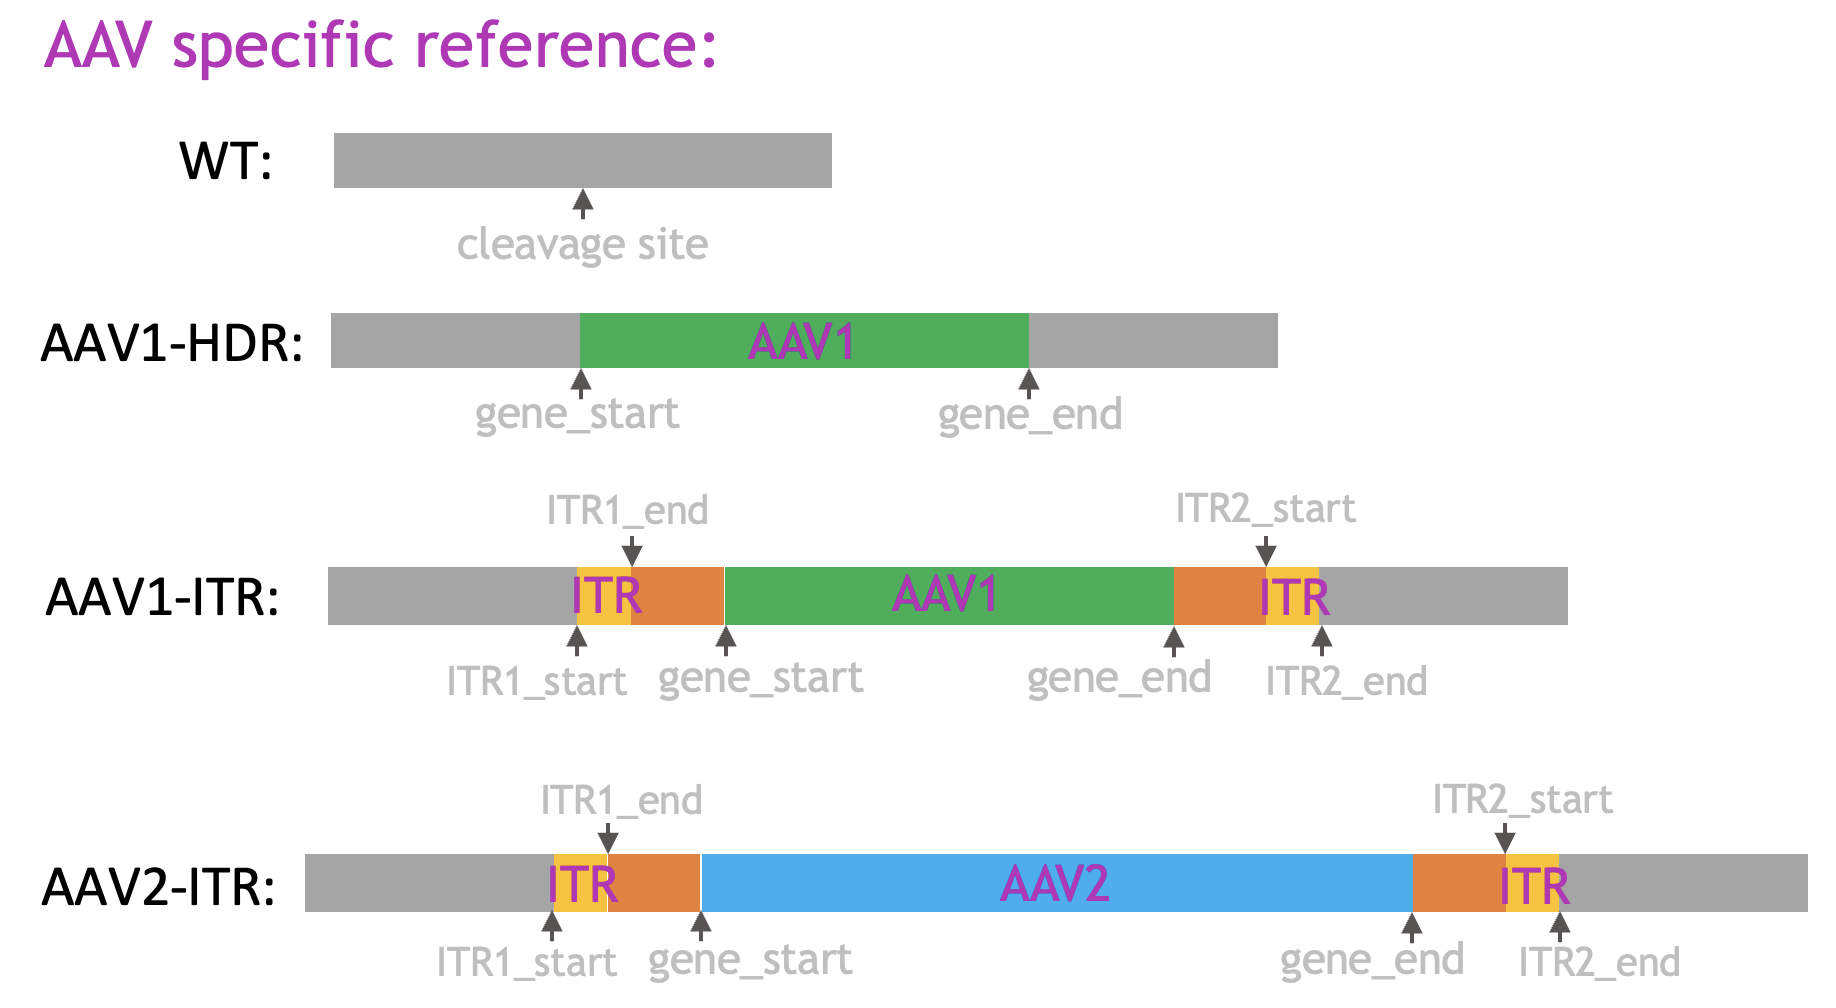 AAV specific reference:
WT:
cleavage site
AAV1-HDR:
AAV1
gene_start
gene_end
ITR1_end
ITR2_start
AAV1-ITR:
ITR
AAV1
ITR
ITR1_start
gene_start
gene_end
ITR2_end
ITR1_end
ITR2_start
AAV2-ITR:
ITR
AAV2
ITR
ITR1_start
gene_start
gene_end
ITR2_end